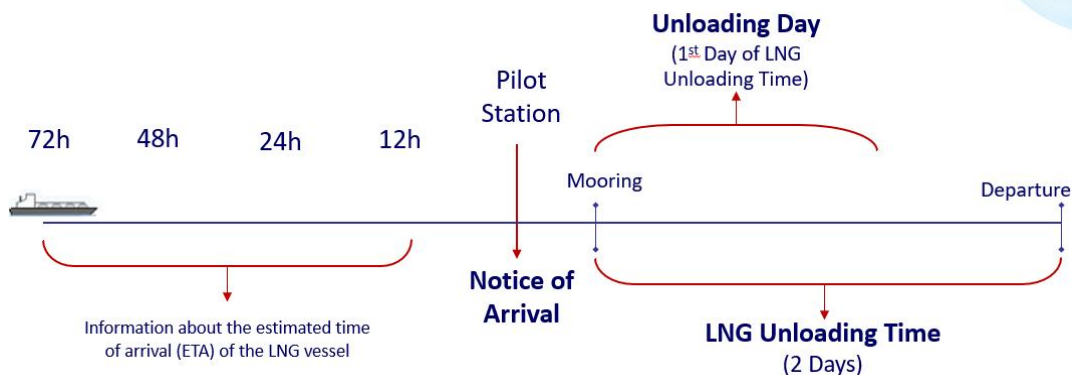 Unloading Day
(1st Day of LNG
Unloading Time)
Pilot
Station
72h
48h
24h
12h
Mooring
Departure
Notice of
Arrival
Information about the estimated time
of arrival (ETA) of the LNG vessel
LNG Unloading Time
(2 Days)